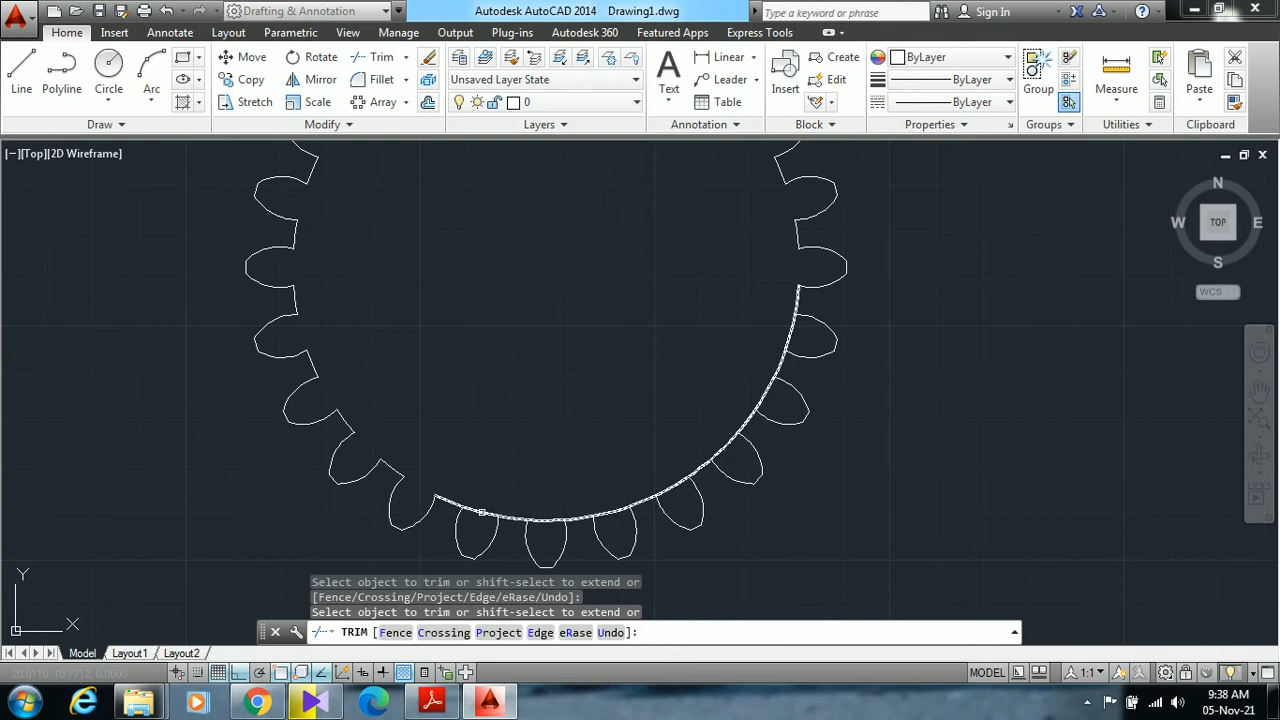 Drafting & Annotation
Autodesk AutoCAD 2014 Drawing1.dwg
Type a keyword or phrase
Sign In
Home Insert Annotate Layout Parametric View Manage Output Plug-ins Autodesk 360 Featured Apps Express Tools
Line
Polyline
Circle
Arc
Draw
Move Rotate Trim
Copy Mirror Fillet
Stretch Scale Array
Modify
Unsaved Layer State
0
Layers
Text
Linear
Leader
Table
Annotation
Insert
Create
Edit
Block
ByLayer
ByLayer
ByLayer
Properties
Group
Groups
Measure
Utilities
Paste
Clipboard
[−][Top][2D Wireframe]
N
W TOP E
S
WCS
Y
X
Select object to trim or shift-select to extend or
[Fence/Crossing/Project/Edge/eRase/Undo]:
Select object to trim or shift-select to extend or
TRIM [Fence Crossing Project Edge eRase Undo]:
Model Layout1 Layout2
MODEL 1:1
9:38 AM
05-Nov-21